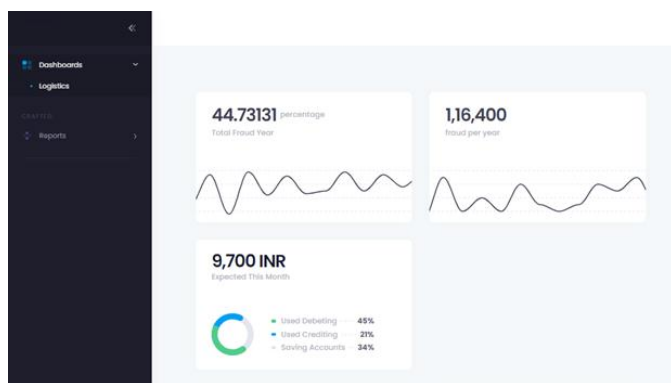 Dashboards
Logistics
CRAFTED
Reports
44.73131 percentage
Total Fraud Year
1,16,400
fraud per year
9,700 INR
Expected This Month
Used Debeting 45%
Used Crediting 21%
Saving Accounts 34%